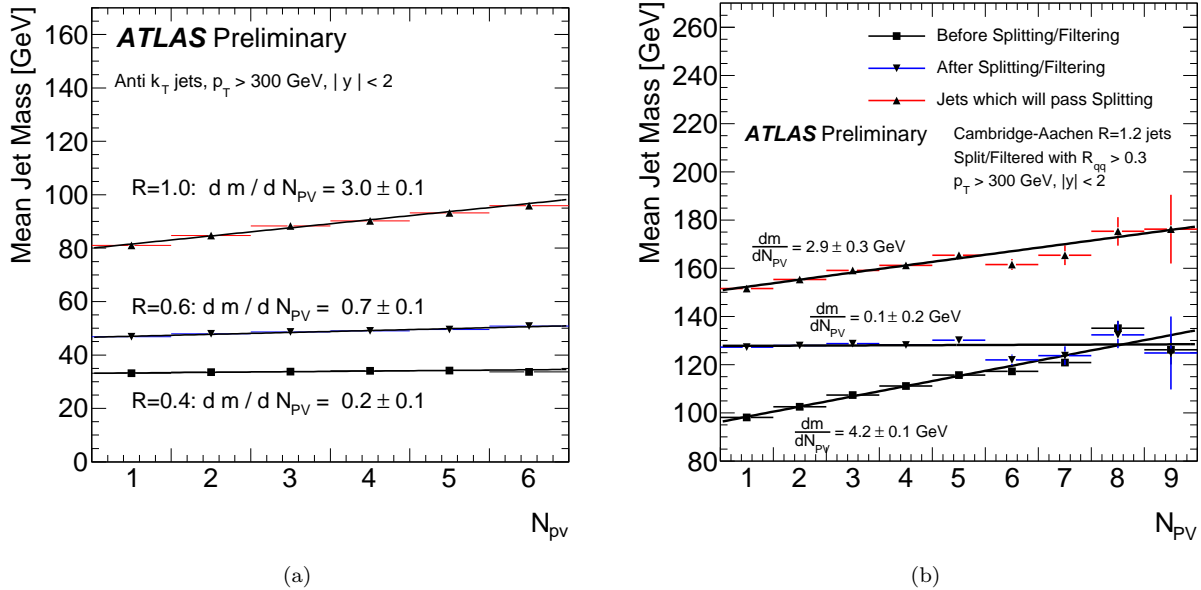 Mean Jet Mass [GeV]
160
140
120
100
80
60
40
20
0
ATLAS Preliminary
Anti k_T jets, p_T > 300 GeV, | y | < 2
R=1.0: d m / d N_PV = 3.0 ± 0.1
R=0.6: d m / d N_PV = 0.7 ± 0.1
R=0.4: d m / d N_PV = 0.2 ± 0.1
1 2 3 4 5 6
N_pv
(a)
Mean Jet Mass [GeV]
260
240
220
200
180
160
140
120
100
80
Before Splitting/Filtering
After Splitting/Filtering
Jets which will pass Splitting
ATLAS Preliminary
Cambridge-Aachen R=1.2 jets
Split/Filtered with R_qq > 0.3
p_T > 300 GeV, |y| < 2
dm/dN_PV = 2.9 ± 0.3 GeV
dm/dN_PV = 0.1 ± 0.2 GeV
dm/dN_PV = 4.2 ± 0.1 GeV
1 2 3 4 5 6 7 8 9
N_PV
(b)